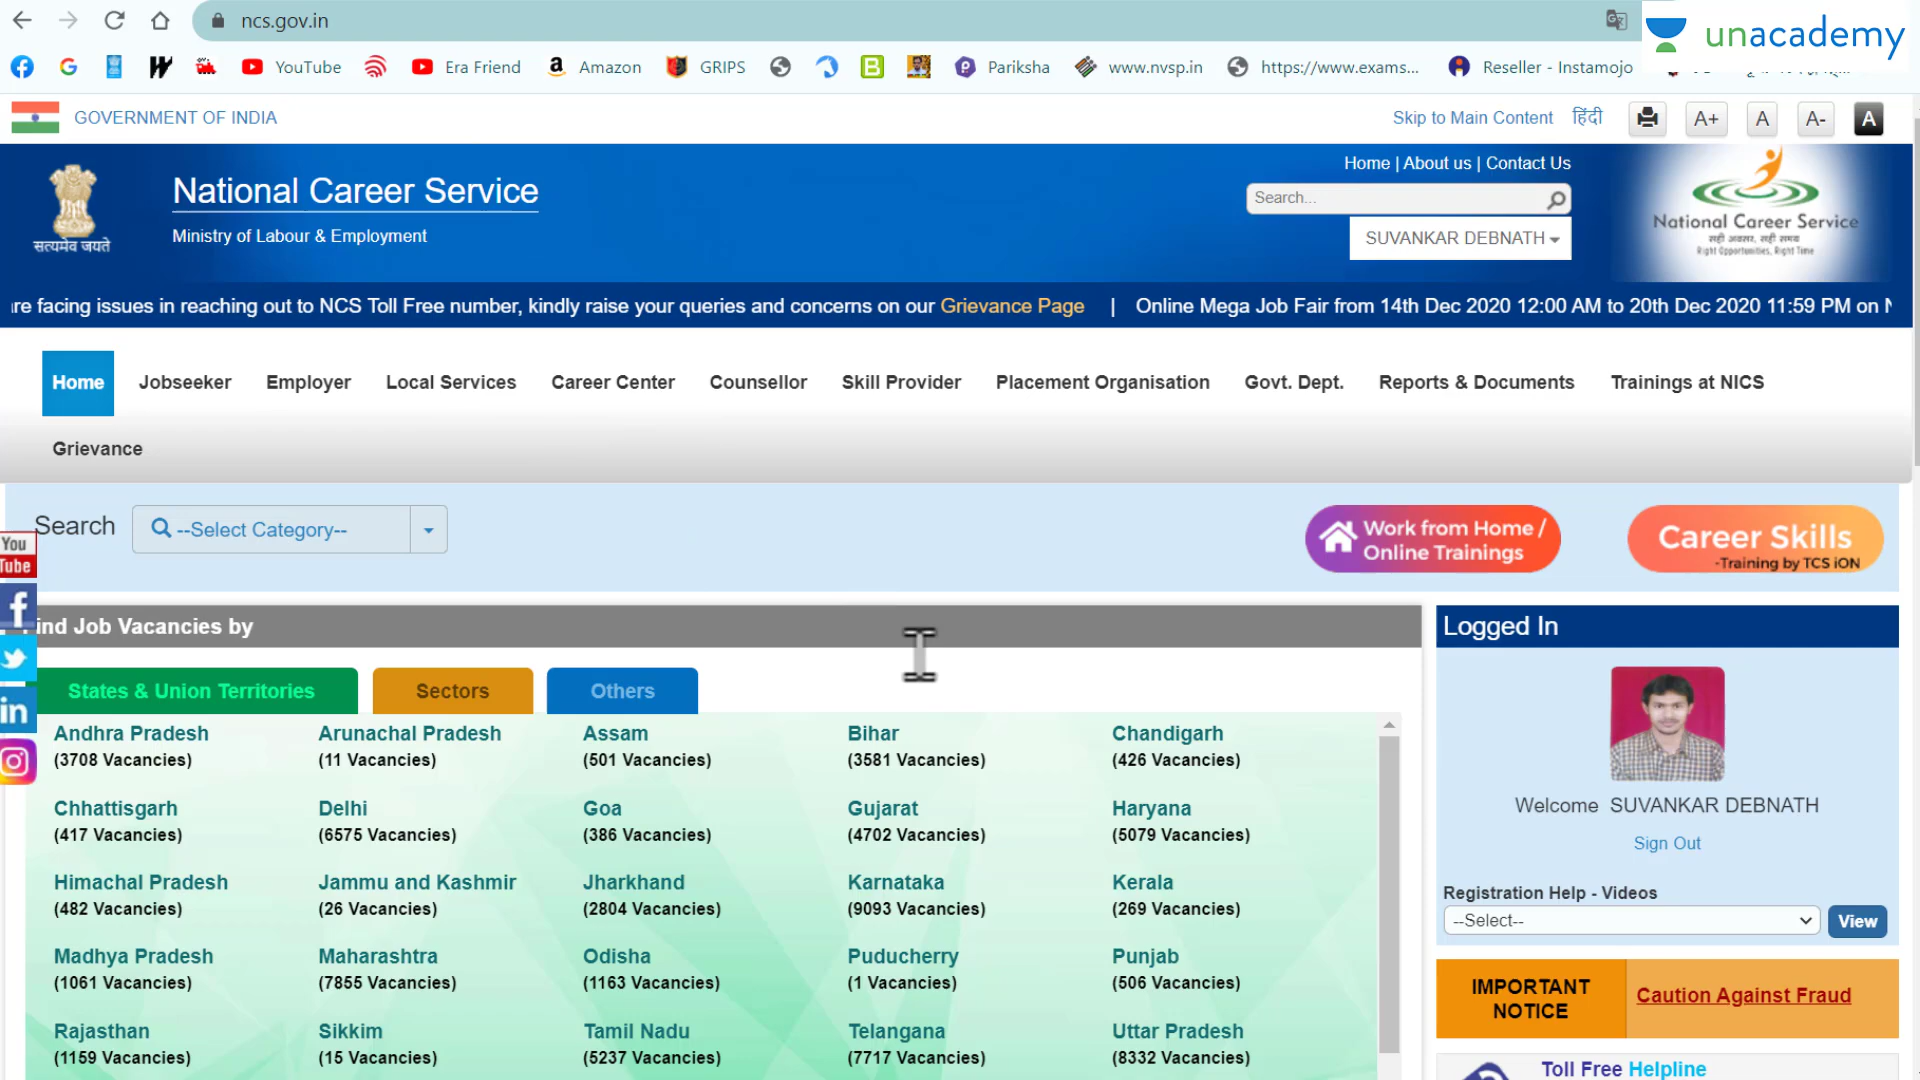 ncs.gov.in
unacademy
YouTube
Era Friend
Amazon
GRIPS
Pariksha
www.nvsp.in
https://www.exams...
Reseller - Instamojo
GOVERNMENT OF INDIA
Skip to Main Content
हिंदी
A+
A
A-
A
National Career Service
Ministry of Labour & Employment
सत्यमेव जयते
Home | About us | Contact Us
Search...
SUVANKAR DEBNATH
National Career Service
सही अवसर, सही समय
Right Opportunities, Right Time
re facing issues in reaching out to NCS Toll Free number, kindly raise your queries and concerns on our Grievance Page | Online Mega Job Fair from 14th Dec 2020 12:00 AM to 20th Dec 2020 11:59 PM on N
Home
Jobseeker
Employer
Local Services
Career Center
Counsellor
Skill Provider
Placement Organisation
Govt. Dept.
Reports & Documents
Trainings at NICS
Grievance
Search
--Select Category--
Work from Home /
Online Trainings
Career Skills
-Training by TCS iON
You
Tube
f
in
ind Job Vacancies by
States & Union Territories
Sectors
Others
Andhra Pradesh
(3708 Vacancies)
Arunachal Pradesh
(11 Vacancies)
Assam
(501 Vacancies)
Bihar
(3581 Vacancies)
Chandigarh
(426 Vacancies)
Chhattisgarh
(417 Vacancies)
Delhi
(6575 Vacancies)
Goa
(386 Vacancies)
Gujarat
(4702 Vacancies)
Haryana
(5079 Vacancies)
Himachal Pradesh
(482 Vacancies)
Jammu and Kashmir
(26 Vacancies)
Jharkhand
(2804 Vacancies)
Karnataka
(9093 Vacancies)
Kerala
(269 Vacancies)
Madhya Pradesh
(1061 Vacancies)
Maharashtra
(7855 Vacancies)
Odisha
(1163 Vacancies)
Puducherry
(1 Vacancies)
Punjab
(506 Vacancies)
Rajasthan
(1159 Vacancies)
Sikkim
(15 Vacancies)
Tamil Nadu
(5237 Vacancies)
Telangana
(7717 Vacancies)
Uttar Pradesh
(8332 Vacancies)
Logged In
Welcome SUVANKAR DEBNATH
Sign Out
Registration Help - Videos
--Select--
View
IMPORTANT
NOTICE
Caution Against Fraud
Toll Free Helpline